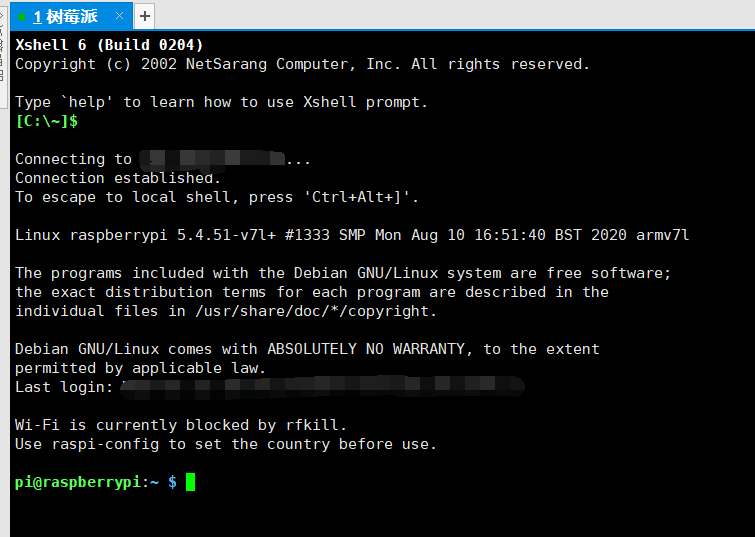 1 树莓派
Xshell 6 (Build 0204)
Copyright (c) 2002 NetSarang Computer, Inc. All rights reserved.
Type `help' to learn how to use Xshell prompt.
[C:\~]$
Connecting to ...
Connection established.
To escape to local shell, press 'Ctrl+Alt+]'.
Linux raspberrypi 5.4.51-v7l+ #1333 SMP Mon Aug 10 16:51:40 BST 2020 armv7l
The programs included with the Debian GNU/Linux system are free software;
the exact distribution terms for each program are described in the
individual files in /usr/share/doc/*/copyright.
Debian GNU/Linux comes with ABSOLUTELY NO WARRANTY, to the extent
permitted by applicable law.
Last login:
Wi-Fi is currently blocked by rfkill.
Use raspi-config to set the country before use.
pi@raspberrypi:~ $